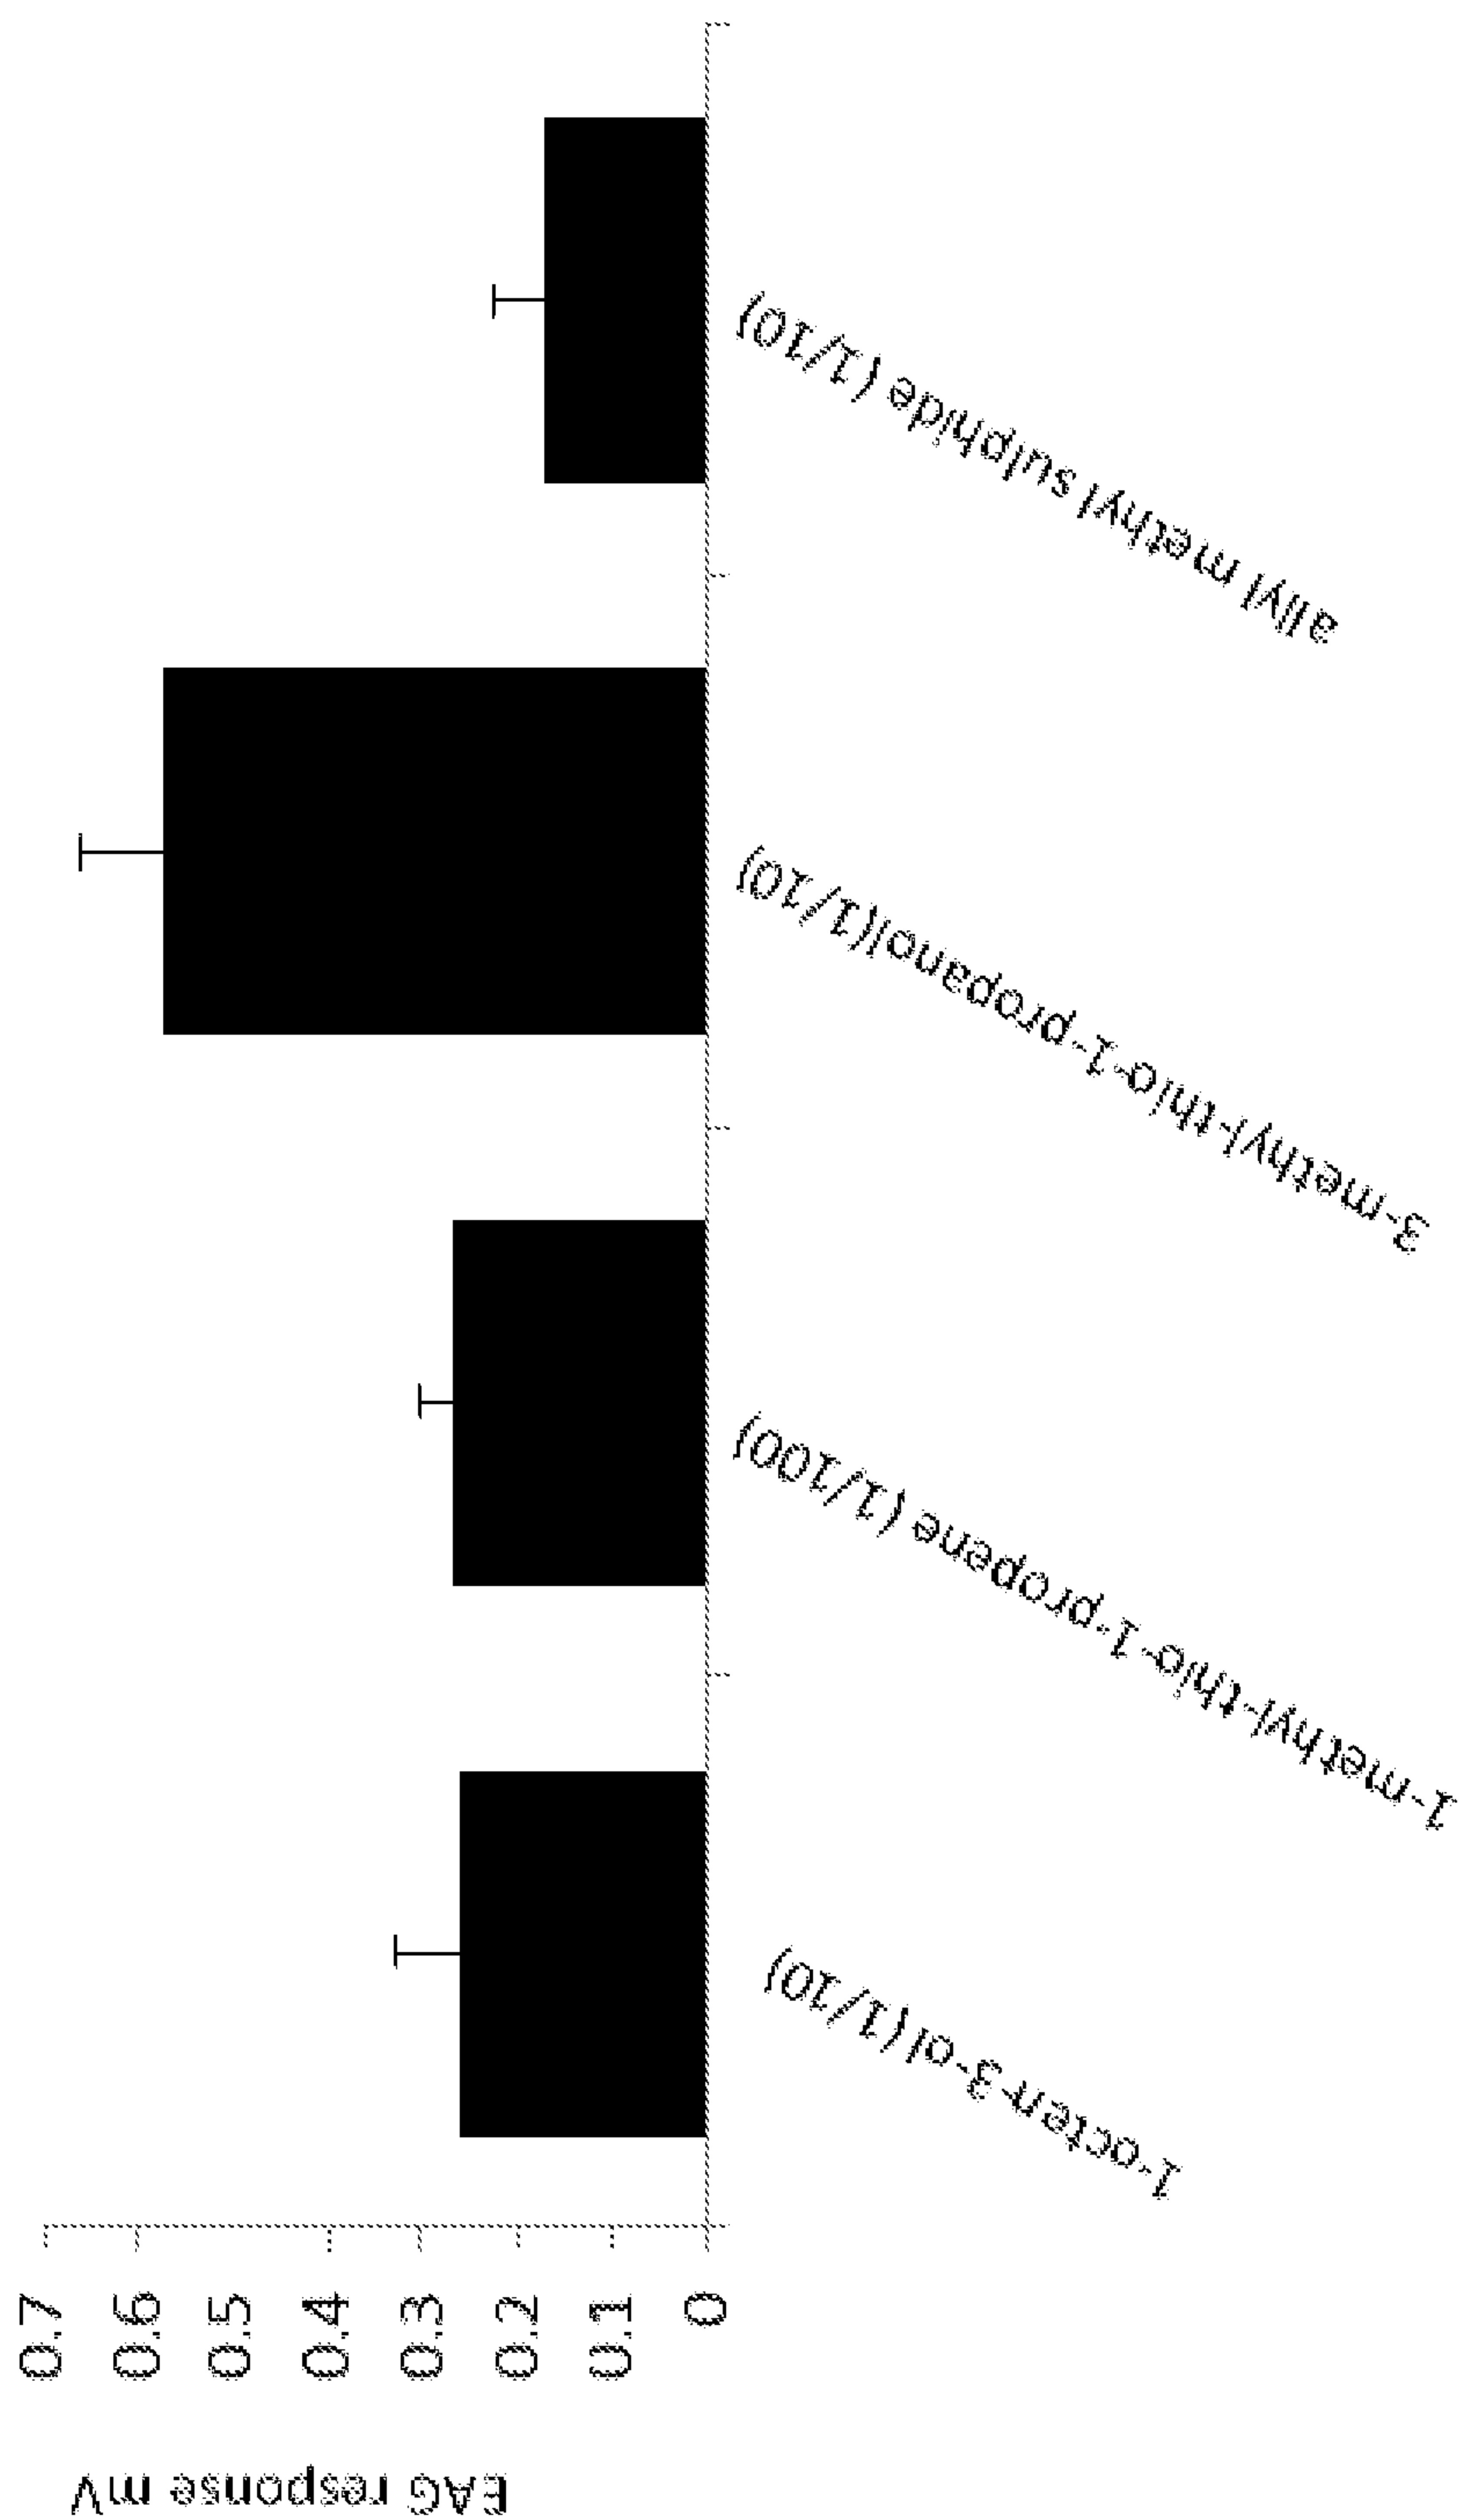 EAG response mV
0.7
0.6
0.5
0.4
0.3
0.2
0.1
0
1-octen-3-ol (1/10)
1-methyl-thio-1-propene (1/100)
3-methyl-thio-1-propanol(1/10)
allyl methyl sulphide (1/10)